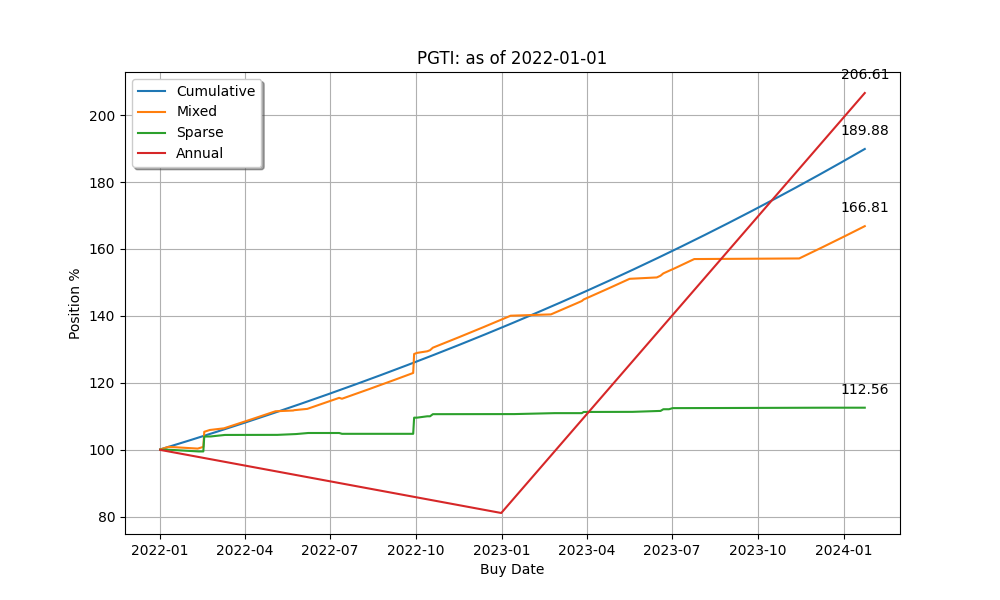 PGTI: as of 2022-01-01
206.61
Cumulative
Mixed
Sparse
Annual
189.88
166.81
112.56
200
180
160
140
120
100
80
Position %
2022-01 2022-04 2022-07 2022-10 2023-01 2023-04 2023-07 2023-10 2024-01
Buy Date